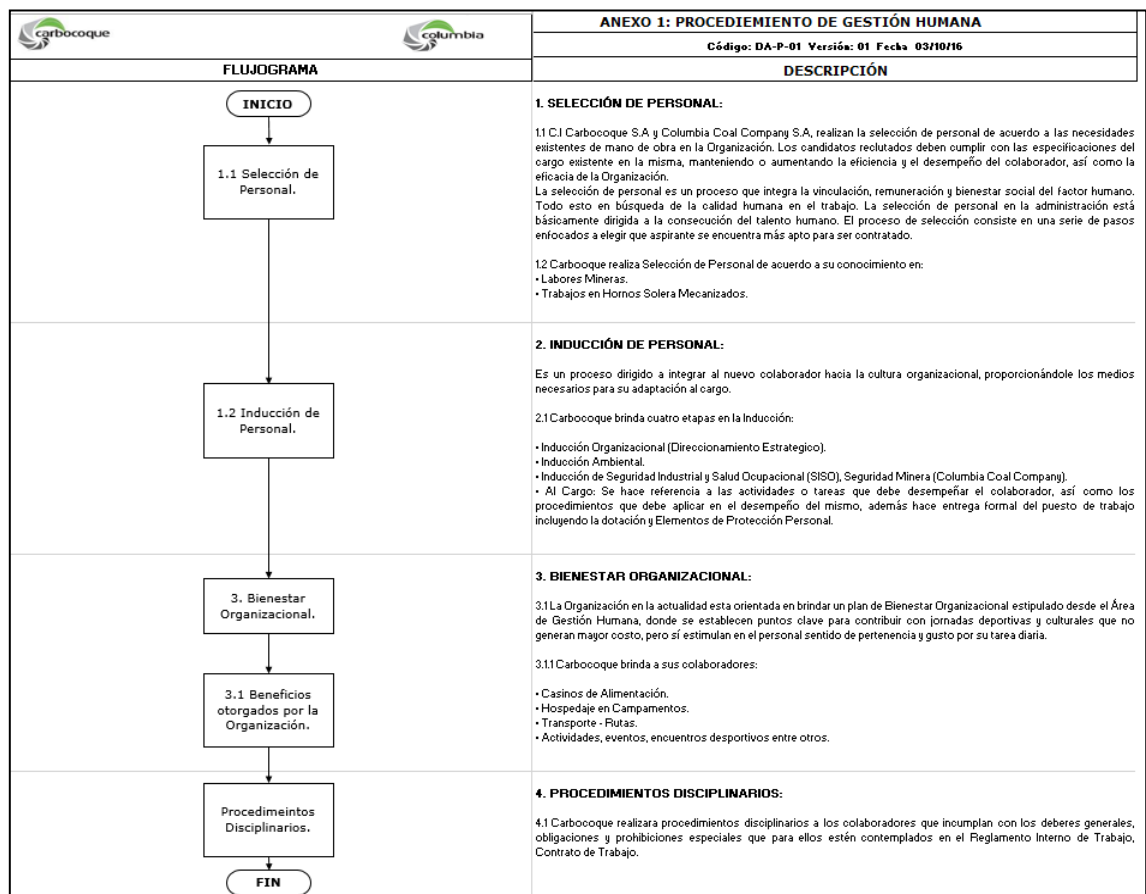 carbocoque
columbia
ANEXO 1: PROCEDIEMIENTO DE GESTIÓN HUMANA
Código: DA-P-01 Versión: 01 Fecha 03/10/16
FLUJOGRAMA
DESCRIPCIÓN
INICIO
1.1 Selección de
Personal.
1. SELECCIÓN DE PERSONAL:
1.1 C.I Carbocoque S.A y Columbia Coal Company S.A, realizan la selección de personal de acuerdo a las necesidades
existentes de mano de obra en la Organización. Los candidatos reclutados deben cumplir con las especificaciones del
cargo existente en la misma, manteniendo o aumentando la eficiencia y el desempeño del colaborador, así como la
eficacia de la Organización.
La selección de personal es un proceso que integra la vinculación, remuneración y bienestar social del factor humano.
Todo esto en búsqueda de la calidad humana en el trabajo. La selección de personal en la administración está
básicamente dirigida a la consecución del talento humano. El proceso de selección consiste en una serie de pasos
enfocados a elegir que aspirante se encuentra más apto para ser contratado.
1.2 Carbooque realiza Selección de Personal de acuerdo a su conocimiento en:
• Labores Mineras.
• Trabajos en Hornos Solera Mecanizados.
1.2 Inducción de
Personal.
2. INDUCCIÓN DE PERSONAL:
Es un proceso dirigido a integrar al nuevo colaborador hacia la cultura organizacional, proporcionándole los medios
necesarios para su adaptación al cargo.
2.1 Carbocoque brinda cuatro etapas en la Inducción:
• Inducción Organizacional (Direccionamiento Estrategico).
• Inducción Ambiental.
• Inducción de Seguridad Industrial y Salud Ocupacional (SISO), Seguridad Minera (Columbia Coal Company).
• Al Cargo: Se hace referencia a las actividades o tareas que debe desempeñar el colaborador, así como los
procedimientos que debe aplicar en el desempeño del mismo, además hace entrega formal del puesto de trabajo
incluyendo la dotación y Elementos de Protección Personal.
3. Bienestar
Organizacional.
3.1 Beneficios
otorgados por la
Organización.
3. BIENESTAR ORGANIZACIONAL:
3.1 La Organización en la actualidad esta orientada en brindar un plan de Bienestar Organizacional estipulado desde el Área
de Gestión Humana, donde se establecen puntos clave para contribuir con jornadas deportivas y culturales que no
generan mayor costo, pero sí estimulan en el personal sentido de pertenencia y gusto por su tarea diaria.
3.1.1 Carbocoque brinda a sus colaboradores:
• Casinos de Alimentación.
• Hospedaje en Campamentos.
• Transporte - Rutas.
• Actividades, eventos, encuentros desportivos entre otros.
Procedimeintos
Disciplinarios.
FIN
4. PROCEDIMIENTOS DISCIPLINARIOS:
4.1 Carbocoque realizara procedimientos disciplinarios a los colaboradores que incumplan con los deberes generales,
obligaciones y prohibiciones especiales que para ellos estén contemplados en el Reglamento Interno de Trabajo,
Contrato de Trabajo.